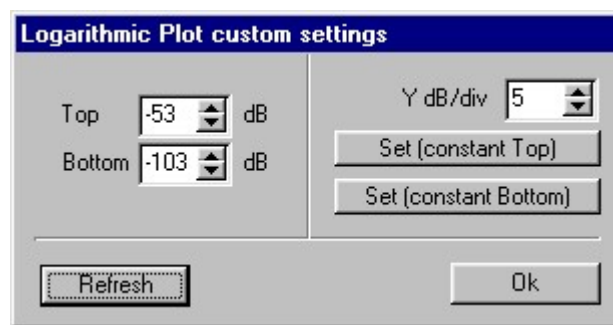 Logarithmic Plot custom settings
Top -53 dB
Bottom -103 dB
Y dB/div 5
Set (constant Top)
Set (constant Bottom)
Refresh
Ok